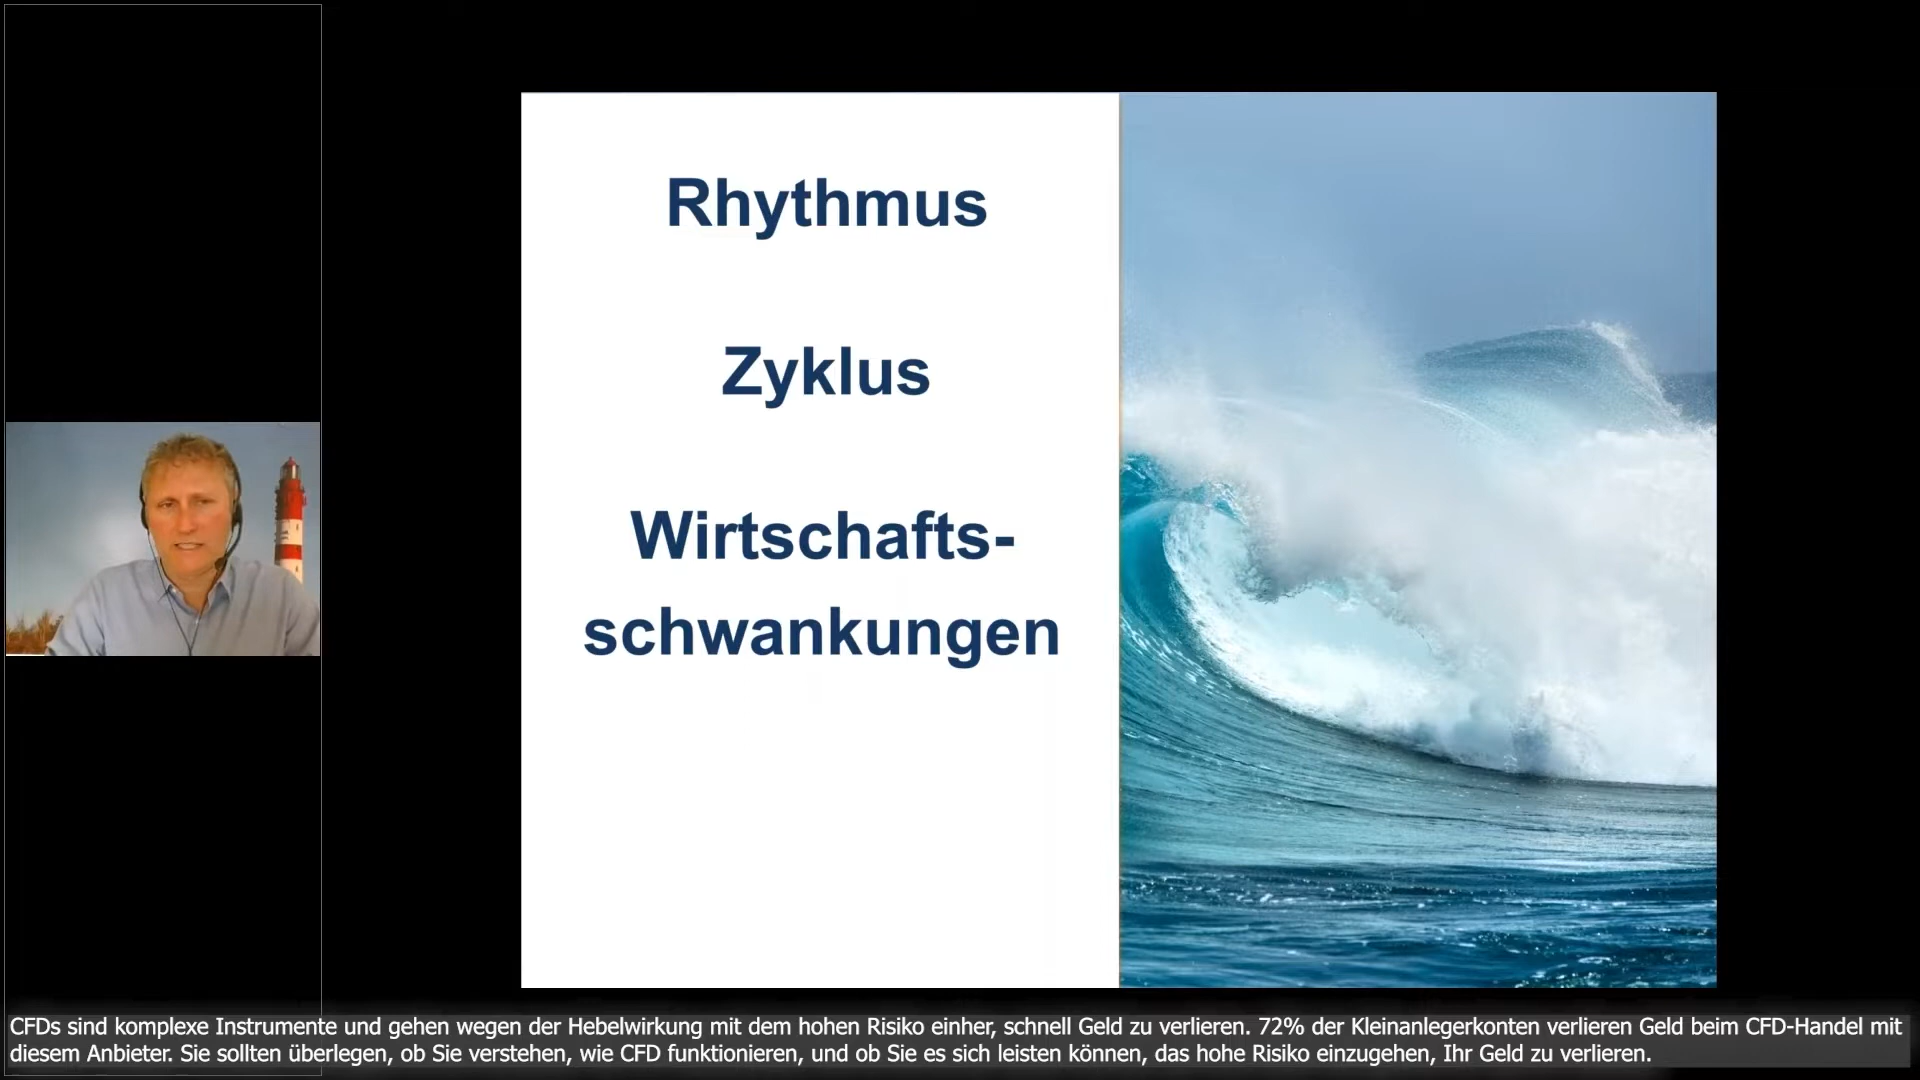 Rhythmus
Zyklus
Wirtschafts-
schwankungen
CFDs sind komplexe Instrumente und gehen wegen der Hebelwirkung mit dem hohen Risiko einher, schnell Geld zu verlieren. 72% der Kleinanlegerkonten verlieren Geld beim CFD-Handel mit
diesem Anbieter. Sie sollten überlegen, ob Sie verstehen, wie CFD funktionieren, und ob Sie es sich leisten können, das hohe Risiko einzugehen, Ihr Geld zu verlieren.